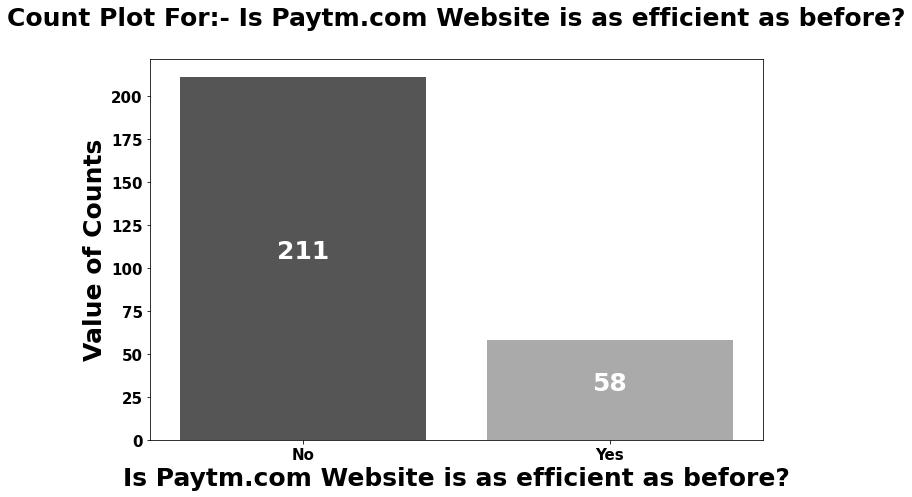 Count Plot For:- Is Paytm.com Website is as efficient as before?
200
175
150
125
100
75
50
25
0
Value of Counts
211
58
No
Yes
Is Paytm.com Website is as efficient as before?